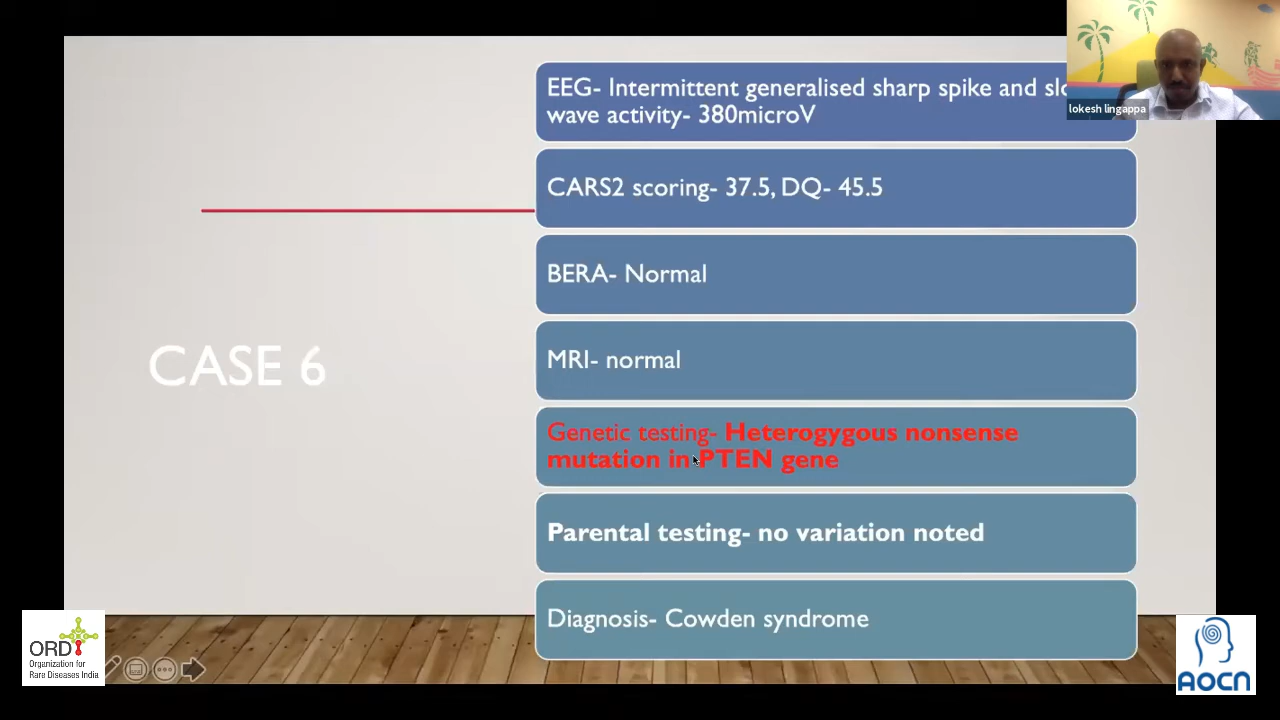 EEG- Intermittent generalised sharp spike and
wave activity- 380microV
lokesh lingappa
CARS2 scoring- 37.5, DQ- 45.5
BERA- Normal
CASE 6
MRI- normal
Genetic testing- Heterogygous nonsense
mutation in PTEN gene
Parental testing- no variation noted
Diagnosis- Cowden syndrome
ORDI
Organization for
Rare Diseases India
AOCN